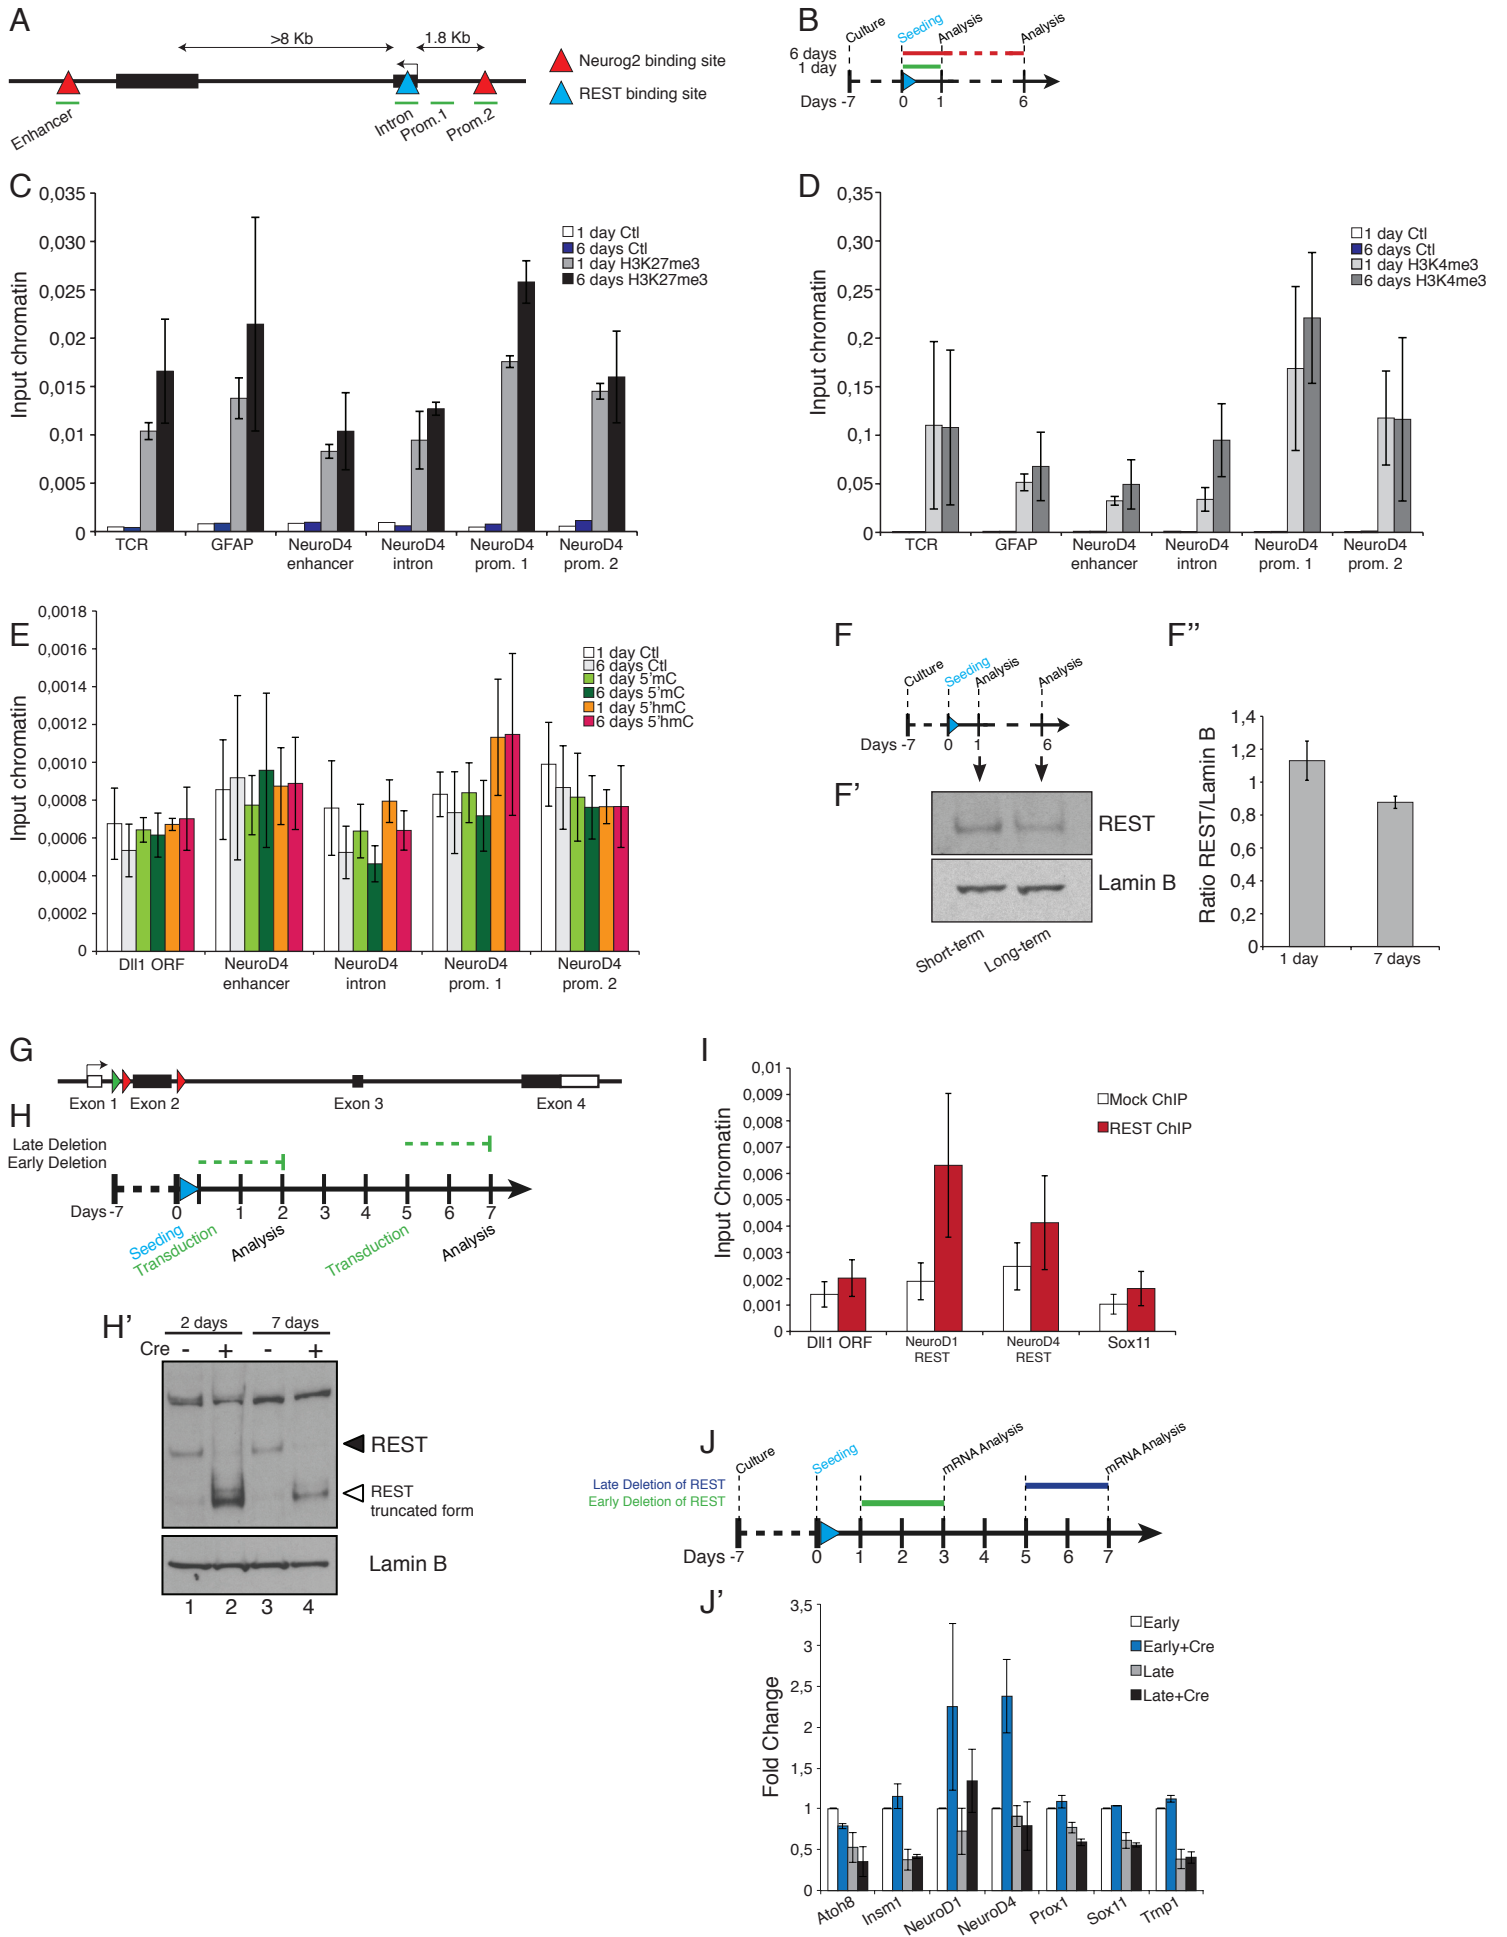 A
>8 Kb
1.8 Kb
Neurog2 binding site
REST binding site
Enhancer
Intron
Prom.1
Prom.2
B
Culture
Seeding
Analysis
Analysis
6 days
1 day
Days -7
0
1
6
C
0,035
0,030
0,025
0,02
0,015
0,01
0,005
0
Input chromatin
1 day Ctl
6 days Ctl
1 day H3K27me3
6 days H3K27me3
TCR
GFAP
NeuroD4
enhancer
NeuroD4
intron
NeuroD4
prom. 1
NeuroD4
prom. 2
D
0,35
0,30
0,25
0,2
0,15
0,1
0,05
0
Input chromatin
1 day Ctl
6 days Ctl
1 day H3K4me3
6 days H3K4me3
TCR
GFAP
NeuroD4
enhancer
NeuroD4
intron
NeuroD4
prom. 1
NeuroD4
prom. 2
E
0,0018
0,0016
0,0014
0,0012
0,0010
0,0008
0,0006
0,0004
0,0002
0
Input chromatin
1 day Ctl
6 days Ctl
1 day 5'mC
6 days 5'mC
1 day 5'hmC
6 days 5'hmC
Dll1 ORF
NeuroD4
enhancer
NeuroD4
intron
NeuroD4
prom. 1
NeuroD4
prom. 2
F
Culture
Seeding
Analysis
Analysis
Days -7
0
1
6
F'
REST
Lamin B
Short-term
Long-term
F''
1,4
1,2
1
0,8
0,6
0,4
0,2
0
Ratio REST/Lamin B
1 day
7 days
G
Exon 1
Exon 2
Exon 3
Exon 4
H
Late Deletion
Early Deletion
Days -7
0
1
2
3
4
5
6
7
Seeding
Transduction
Analysis
Transduction
Analysis
H'
2 days
7 days
Cre - + - +
REST
REST
truncated form
Lamin B
1 2 3 4
I
0,01
0,009
0,008
0,007
0,006
0,005
0,004
0,003
0,002
0,001
0
Input Chromatin
Mock ChIP
REST ChIP
Dll1 ORF
NeuroD1
REST
NeuroD4
REST
Sox11
J
Culture
Seeding
mRNA Analysis
mRNA Analysis
Late Deletion of REST
Early Deletion of REST
Days -7
0
1
2
3
4
5
6
7
J'
3,5
3
2,5
2
1,5
1
0,5
0
Fold Change
Early
Early+Cre
Late
Late+Cre
Atoh8
Insm1
NeuroD1
NeuroD4
Prox1
Sox11
Trnp1